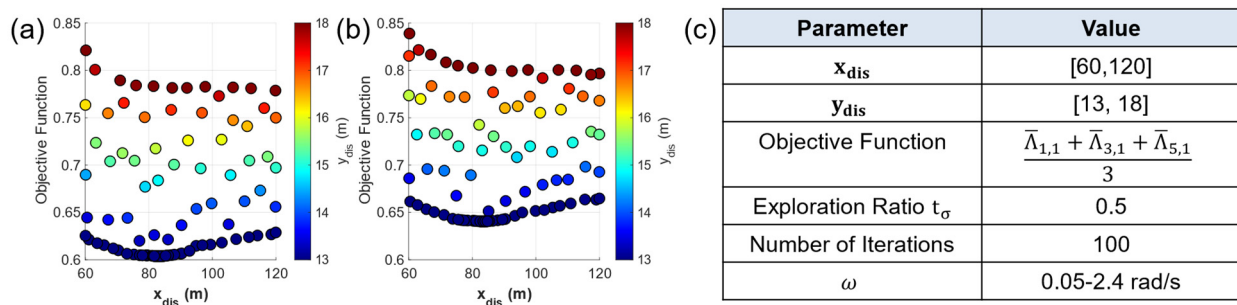 (a)
0.85
0.8
0.75
0.7
0.65
0.6
Objective Function
60
80
100
120
x_dis (m)
18
17
16
15
14
13
y_dis (m)
(b)
0.85
0.8
0.75
0.7
0.65
0.6
Objective Function
60
80
100
120
x_dis (m)
18
17
16
15
14
13
y_dis (m)
(c)
Parameter Value
x_dis [60,120]
y_dis [13, 18]
Objective Function (Λ̅_{1,1} + Λ̅_{3,1} + Λ̅_{5,1}) / 3
Exploration Ratio t_σ 0.5
Number of Iterations 100
ω 0.05-2.4 rad/s